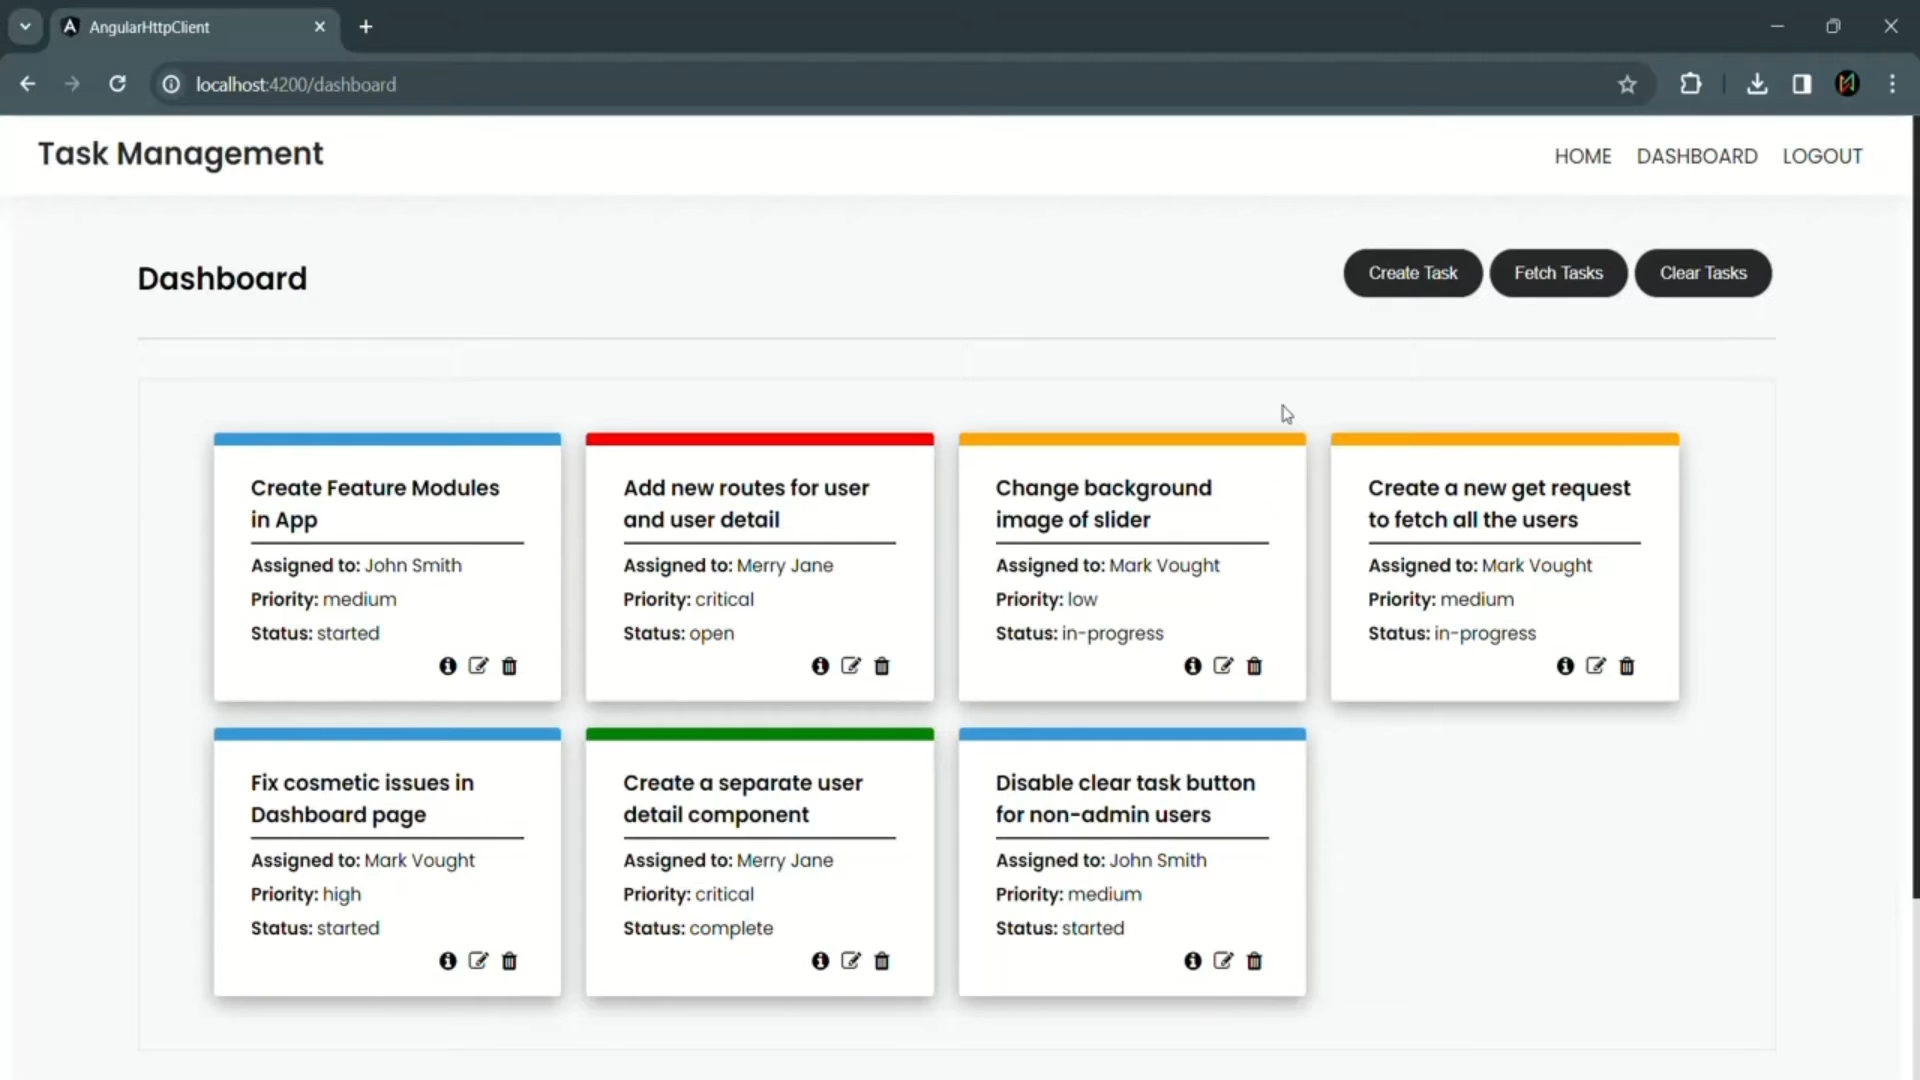 AngularHttpClient
localhost:4200/dashboard
Task Management
HOME DASHBOARD LOGOUT
Dashboard
Create Task Fetch Tasks Clear Tasks
Create Feature Modules
in App
Assigned to: John Smith
Priority: medium
Status: started
Add new routes for user
and user detail
Assigned to: Merry Jane
Priority: critical
Status: open
Change background
image of slider
Assigned to: Mark Vought
Priority: low
Status: in-progress
Create a new get request
to fetch all the users
Assigned to: Mark Vought
Priority: medium
Status: in-progress
Fix cosmetic issues in
Dashboard page
Assigned to: Mark Vought
Priority: high
Status: started
Create a separate user
detail component
Assigned to: Merry Jane
Priority: critical
Status: complete
Disable clear task button
for non-admin users
Assigned to: John Smith
Priority: medium
Status: started